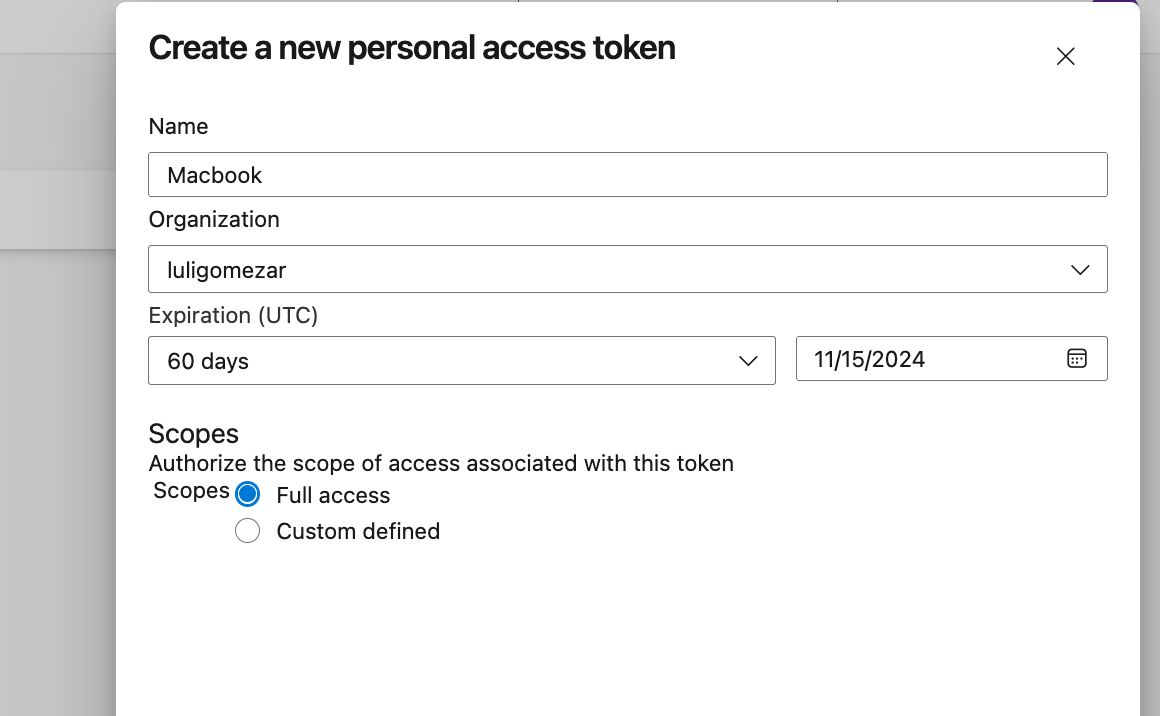 Create a new personal access token
Name
Macbook
Organization
luligomezar
Expiration (UTC)
60 days
11/15/2024
Scopes
Authorize the scope of access associated with this token
Scopes
Full access
Custom defined